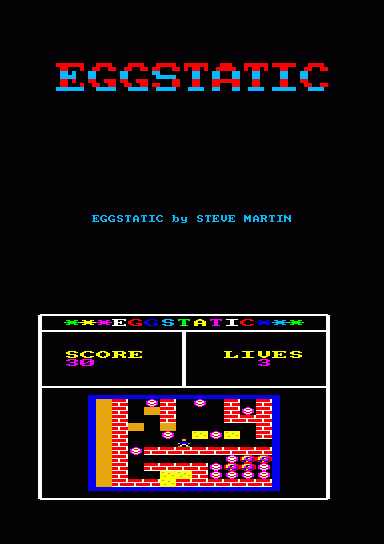 EGGSTATIC
EGGSTATIC by STEVE MARTIN
***EGGSTATIC***
SCORE LIVES
30 3